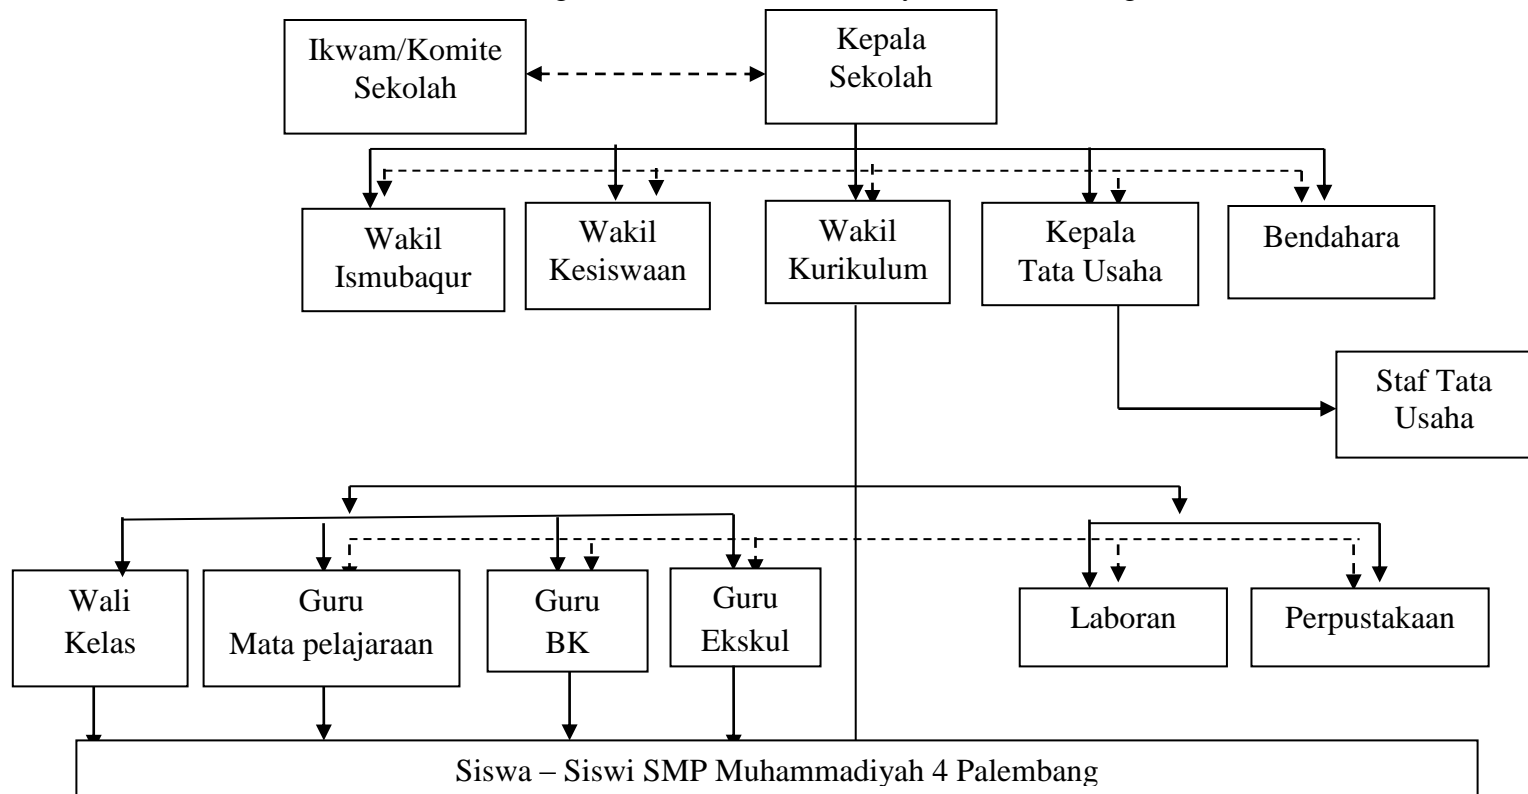 Ikwam/Komite
Sekolah
Kepala
Sekolah
Wakil
Ismubaqur
Wakil
Kesiswaan
Wakil
Kurikulum
Kepala
Tata Usaha
Bendahara
Staf Tata
Usaha
Wali
Kelas
Guru
Mata pelajaraan
Guru
BK
Guru
Ekskul
Laboran
Perpustakaan
Siswa – Siswi SMP Muhammadiyah 4 Palembang